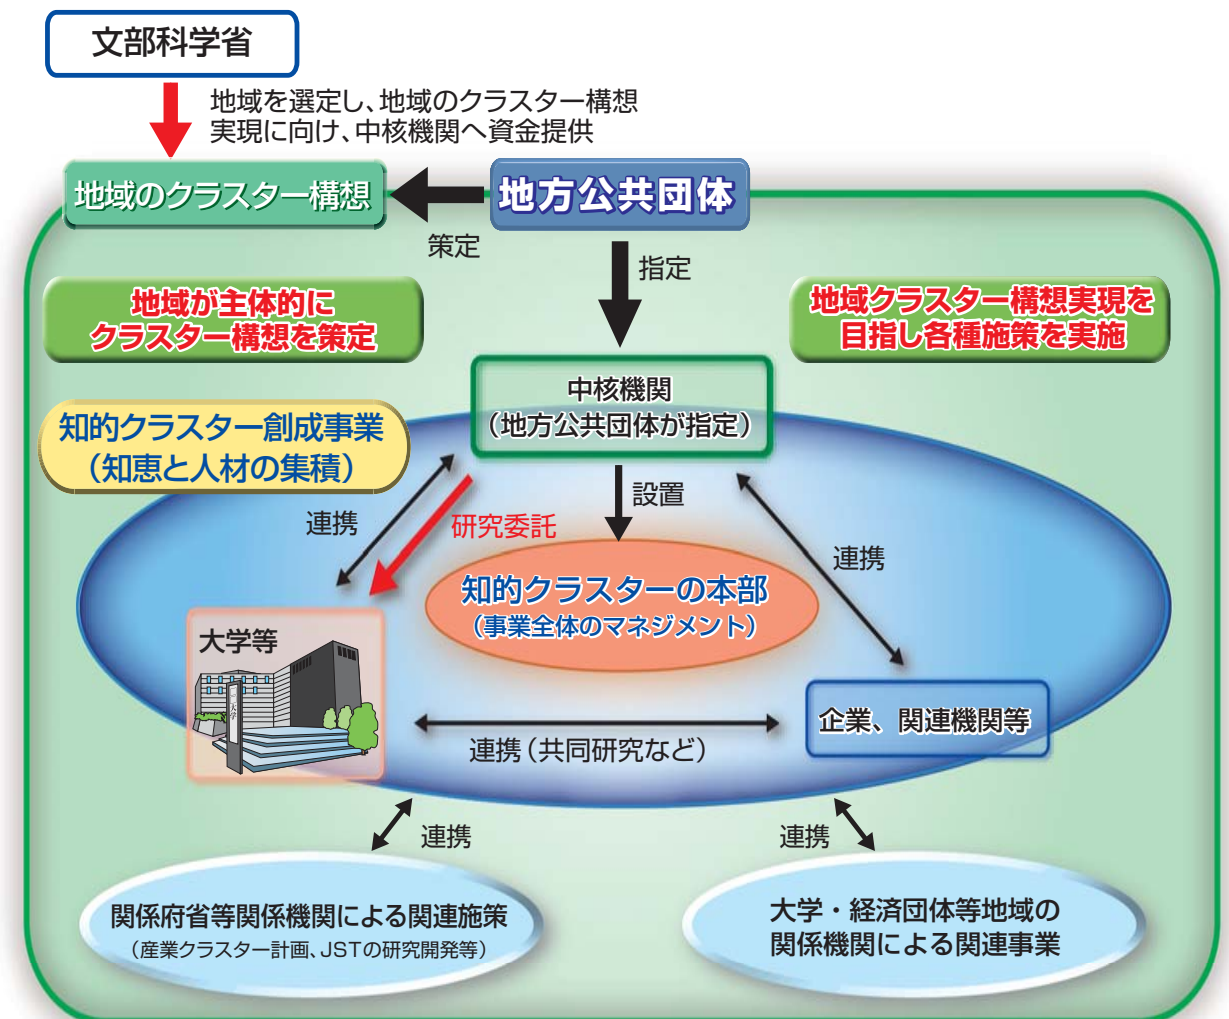 文部科学省
地域を選定し、地域のクラスター構想
実現に向け、中核機関へ資金提供
地域のクラスター構想
地方公共団体
策定
指定
地域が主体的に
クラスター構想を策定
地域クラスター構想実現を
目指し各種施策を実施
中核機関
（地方公共団体が指定）
知的クラスター創成事業
（知恵と人材の集積）
連携
研究委託
設置
連携
知的クラスターの本部
（事業全体のマネジメント）
大学等
大学
企業、関連機関等
連携（共同研究など）
連携
連携
関係府省等関係機関による関連施策
（産業クラスター計画、JSTの研究開発等）
大学・経済団体等地域の
関係機関による関連事業